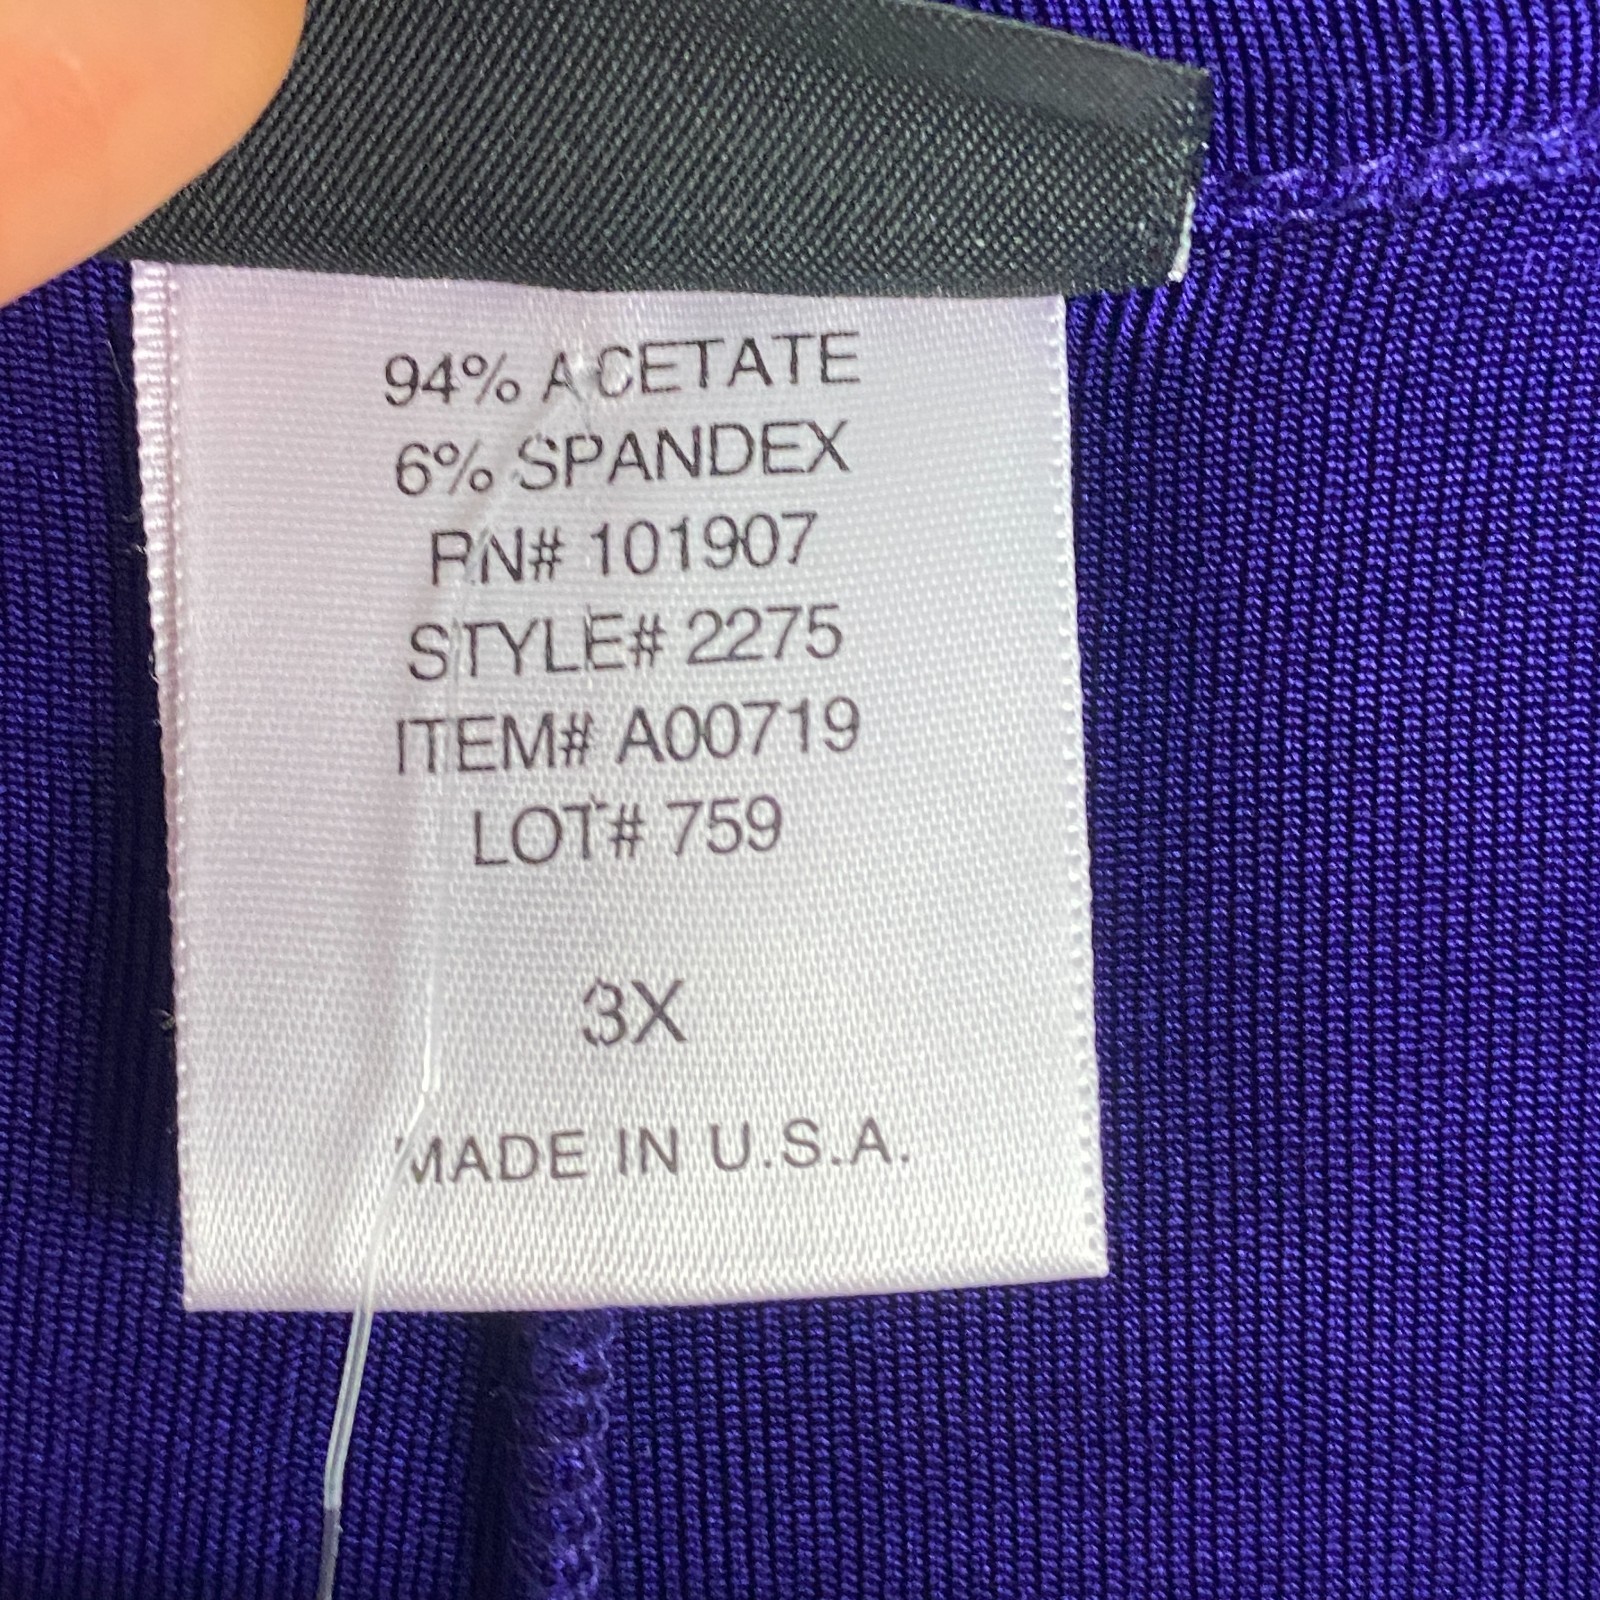 94% ACETATE
6% SPANDEX
RN# 101907
STYLE# 2275
ITEM# A00719
LOT# 759
3X
MADE IN U.S.A.